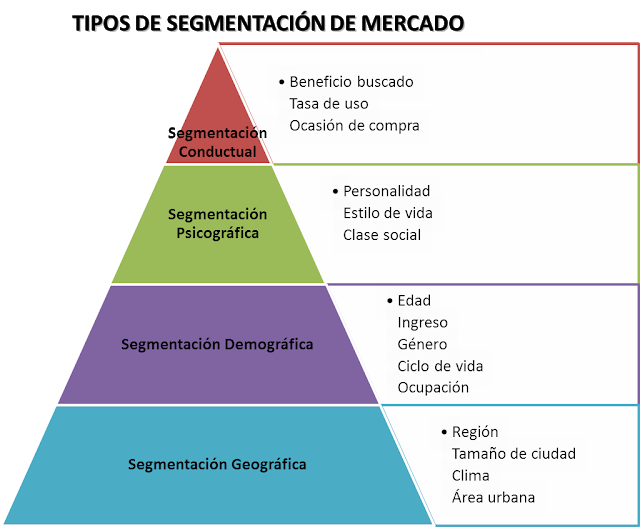 TIPOS DE SEGMENTACIÓN DE MERCADO
Segmentación
Conductual
• Beneficio buscado
Tasa de uso
Ocasión de compra
Segmentación
Psicográfica
• Personalidad
Estilo de vida
Clase social
Segmentación Demográfica
• Edad
Ingreso
Género
Ciclo de vida
Ocupación
Segmentación Geográfica
• Región
Tamaño de ciudad
Clima
Área urbana